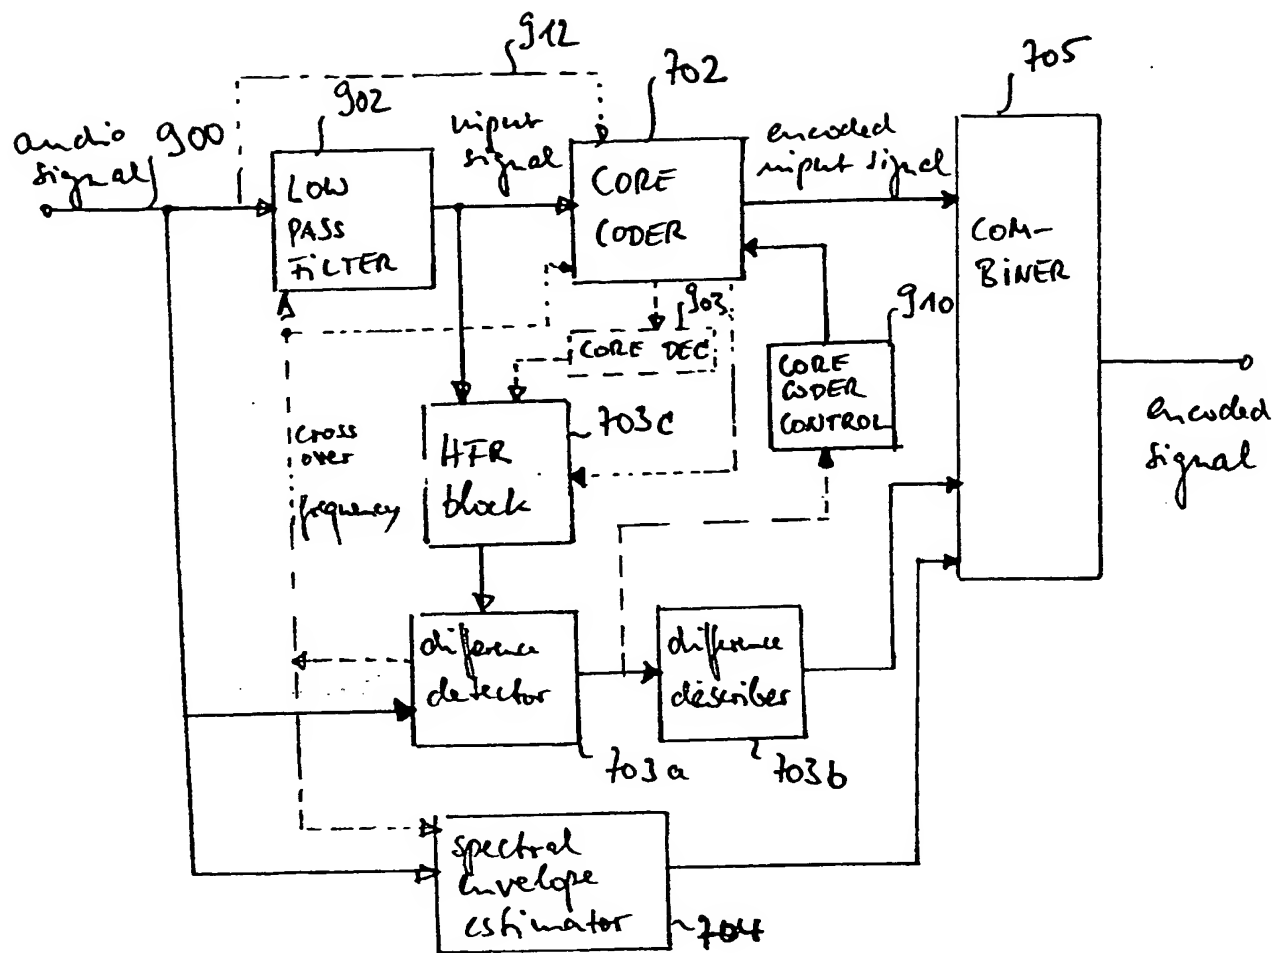 912
702
705
902
audio
signal
900
input
signal
encoded
input signal
LOW
PASS
FILTER
CORE
CODER
COM-
BINER
903
910
CORE DEC
CORE
CODER
CONTROL
703c
encoded
signal
cross
over
frequency
HFR
block
difference
detector
difference
describer
703a
703b
spectral
envelope
estimator
704